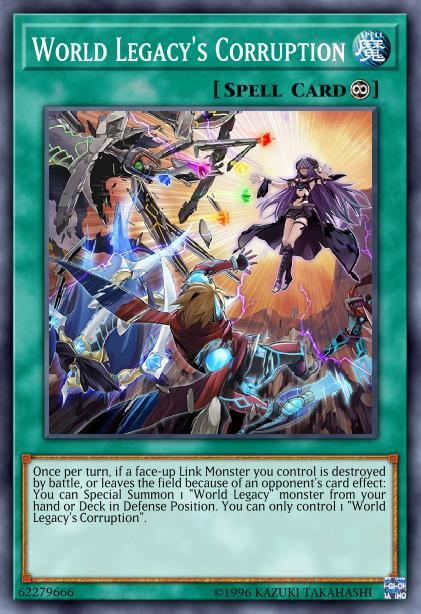 World Legacy's Corruption
SPELL
魔
[Spell Card]
Once per turn, if a face-up Link Monster you control is destroyed
by battle, or leaves the field because of an opponent's card effect:
You can Special Summon 1 "World Legacy" monster from your
hand or Deck in Defense Position. You can only control 1 "World
Legacy's Corruption".
62279666
©1996 KAZUKI TAKAHASHI